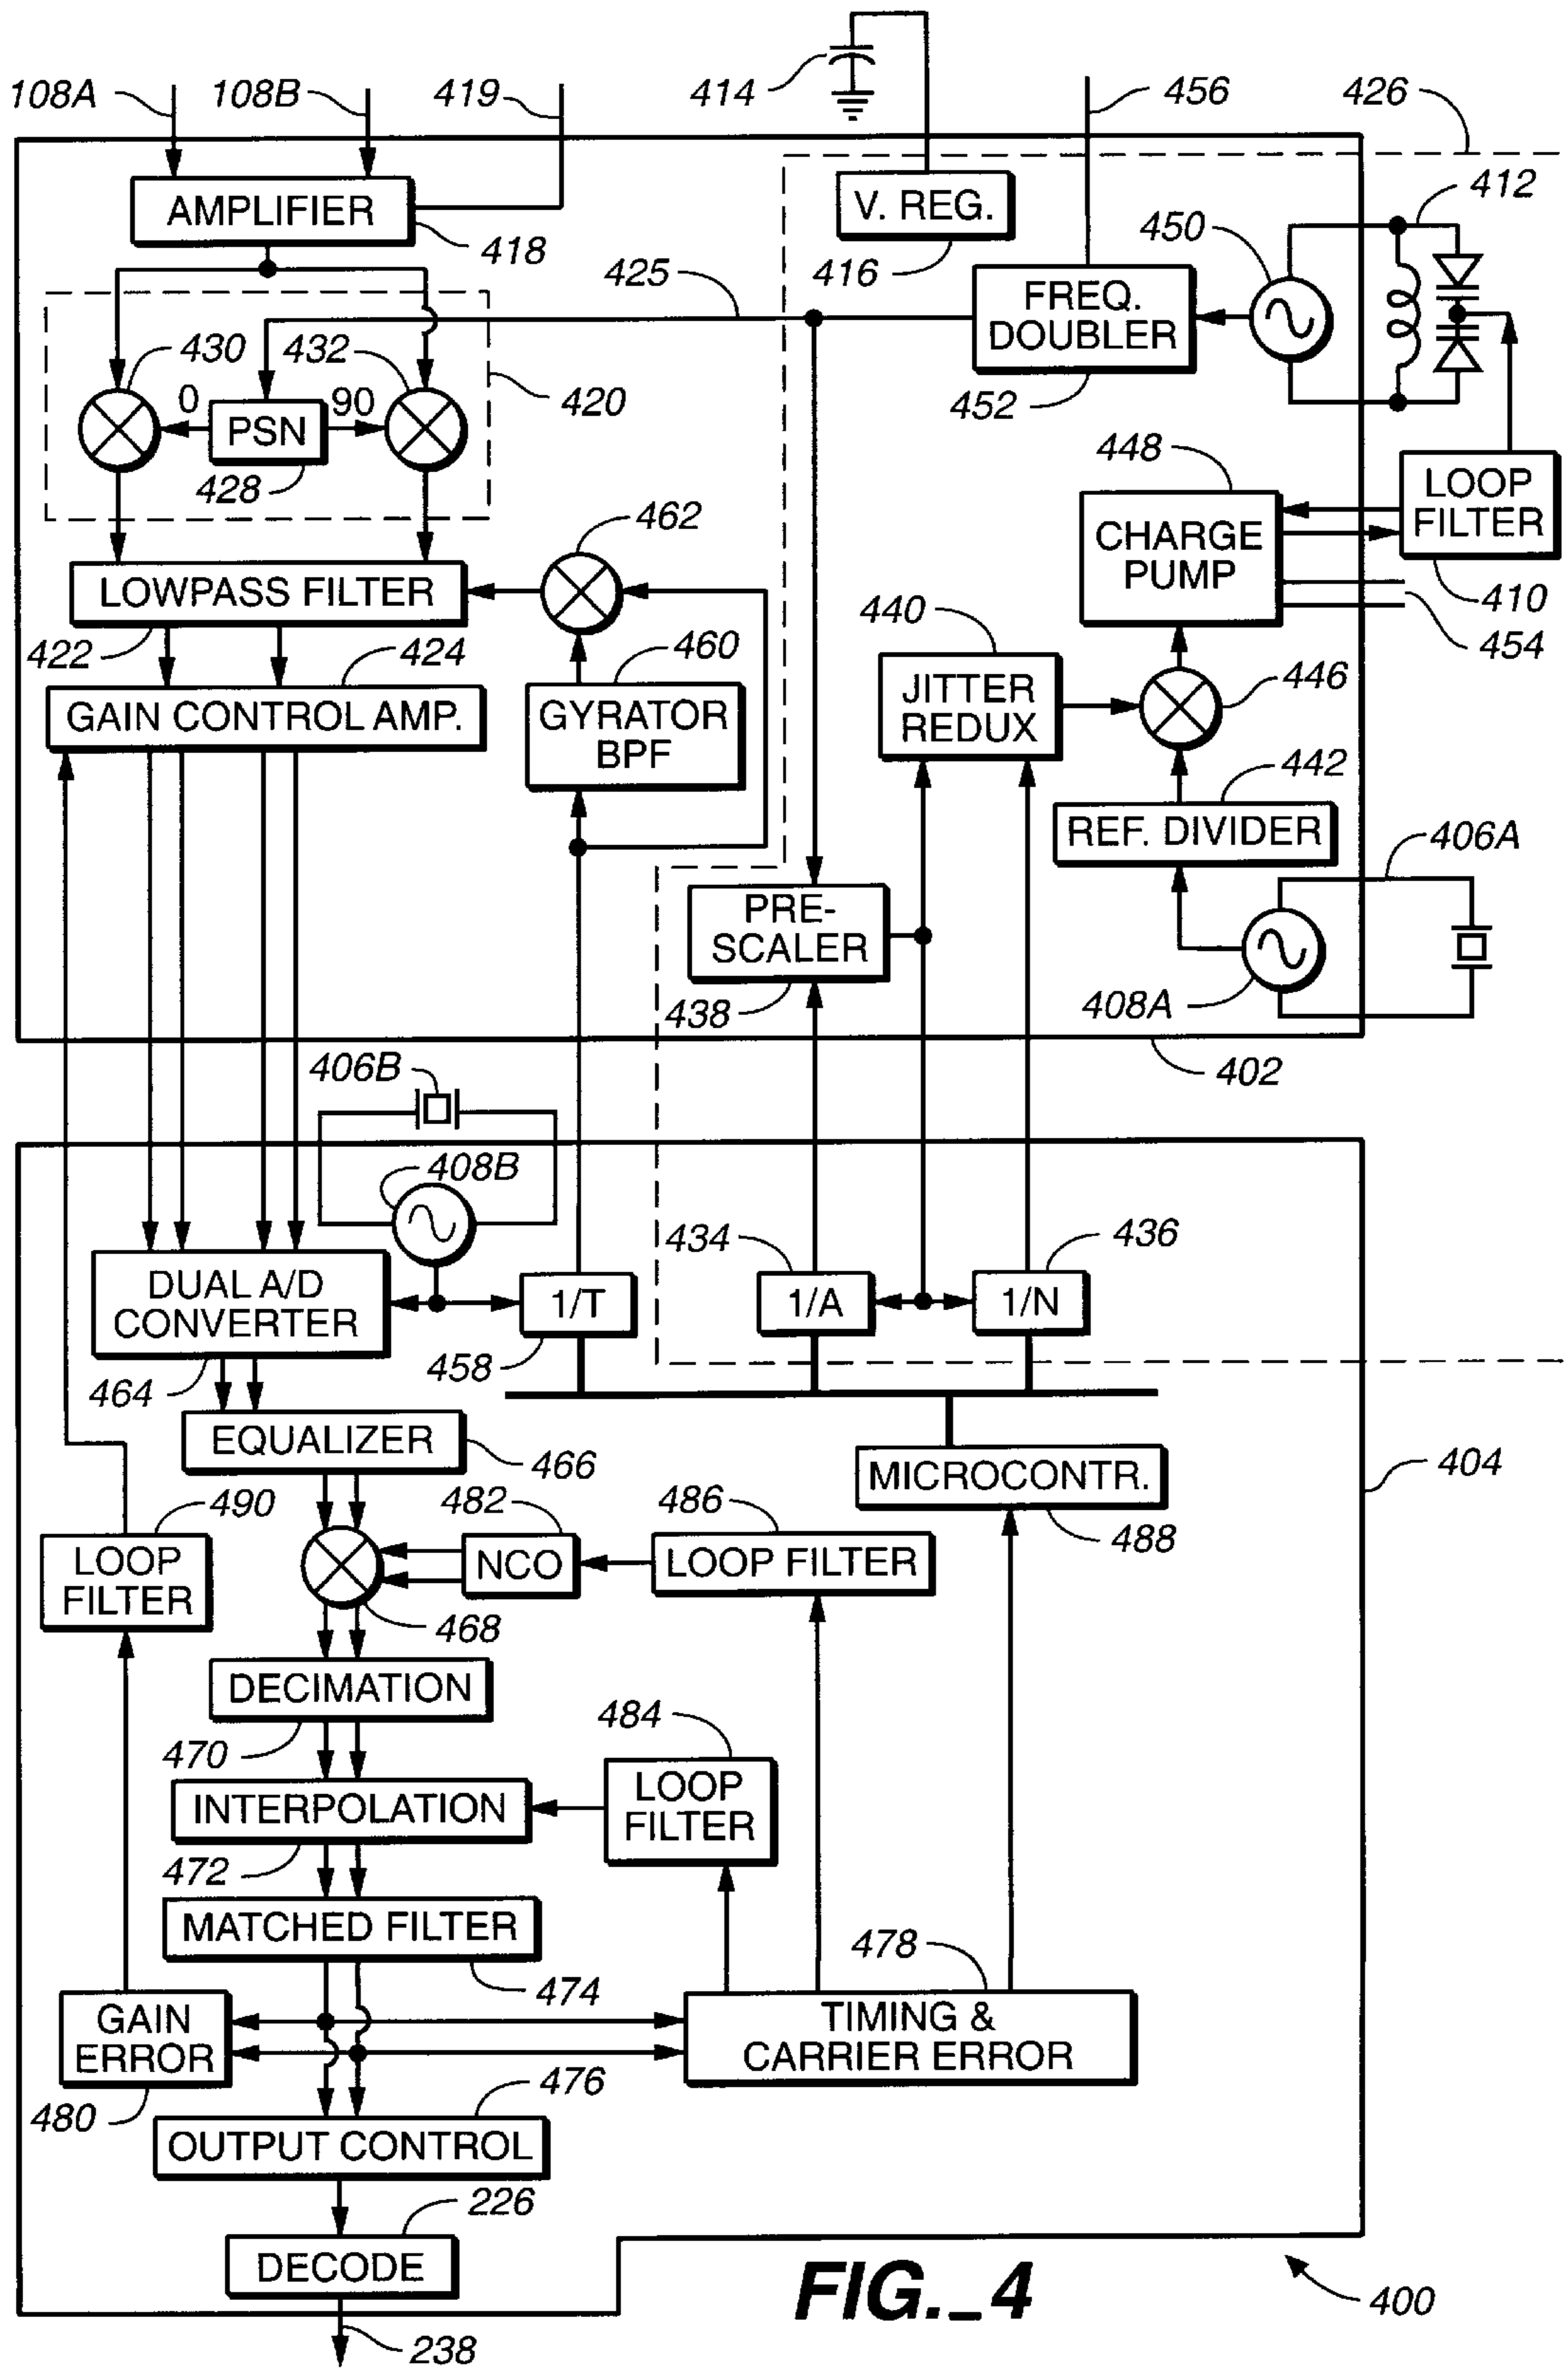 108A
108B
419
414
456
426
AMPLIFIER
418
V. REG.
416
412
450
425
FREQ.
DOUBLER
452
430
432
0
PSN
90
428
420
448
CHARGE
PUMP
LOOP
FILTER
410
454
462
LOWPASS FILTER
422
424
GAIN CONTROL AMP.
460
GYRATOR
BPF
440
JITTER
REDUX
446
442
REF. DIVIDER
406A
PRE-
SCALER
438
408A
402
406B
408B
434
436
DUAL A/D
CONVERTER
464
1/T
458
1/A
1/N
EQUALIZER
466
MICROCONTR.
488
404
490
LOOP
FILTER
482
NCO
486
LOOP FILTER
468
DECIMATION
470
484
LOOP
FILTER
INTERPOLATION
472
MATCHED FILTER
474
478
GAIN
ERROR
480
TIMING &
CARRIER ERROR
476
OUTPUT CONTROL
226
DECODE
238
FIG._4
400